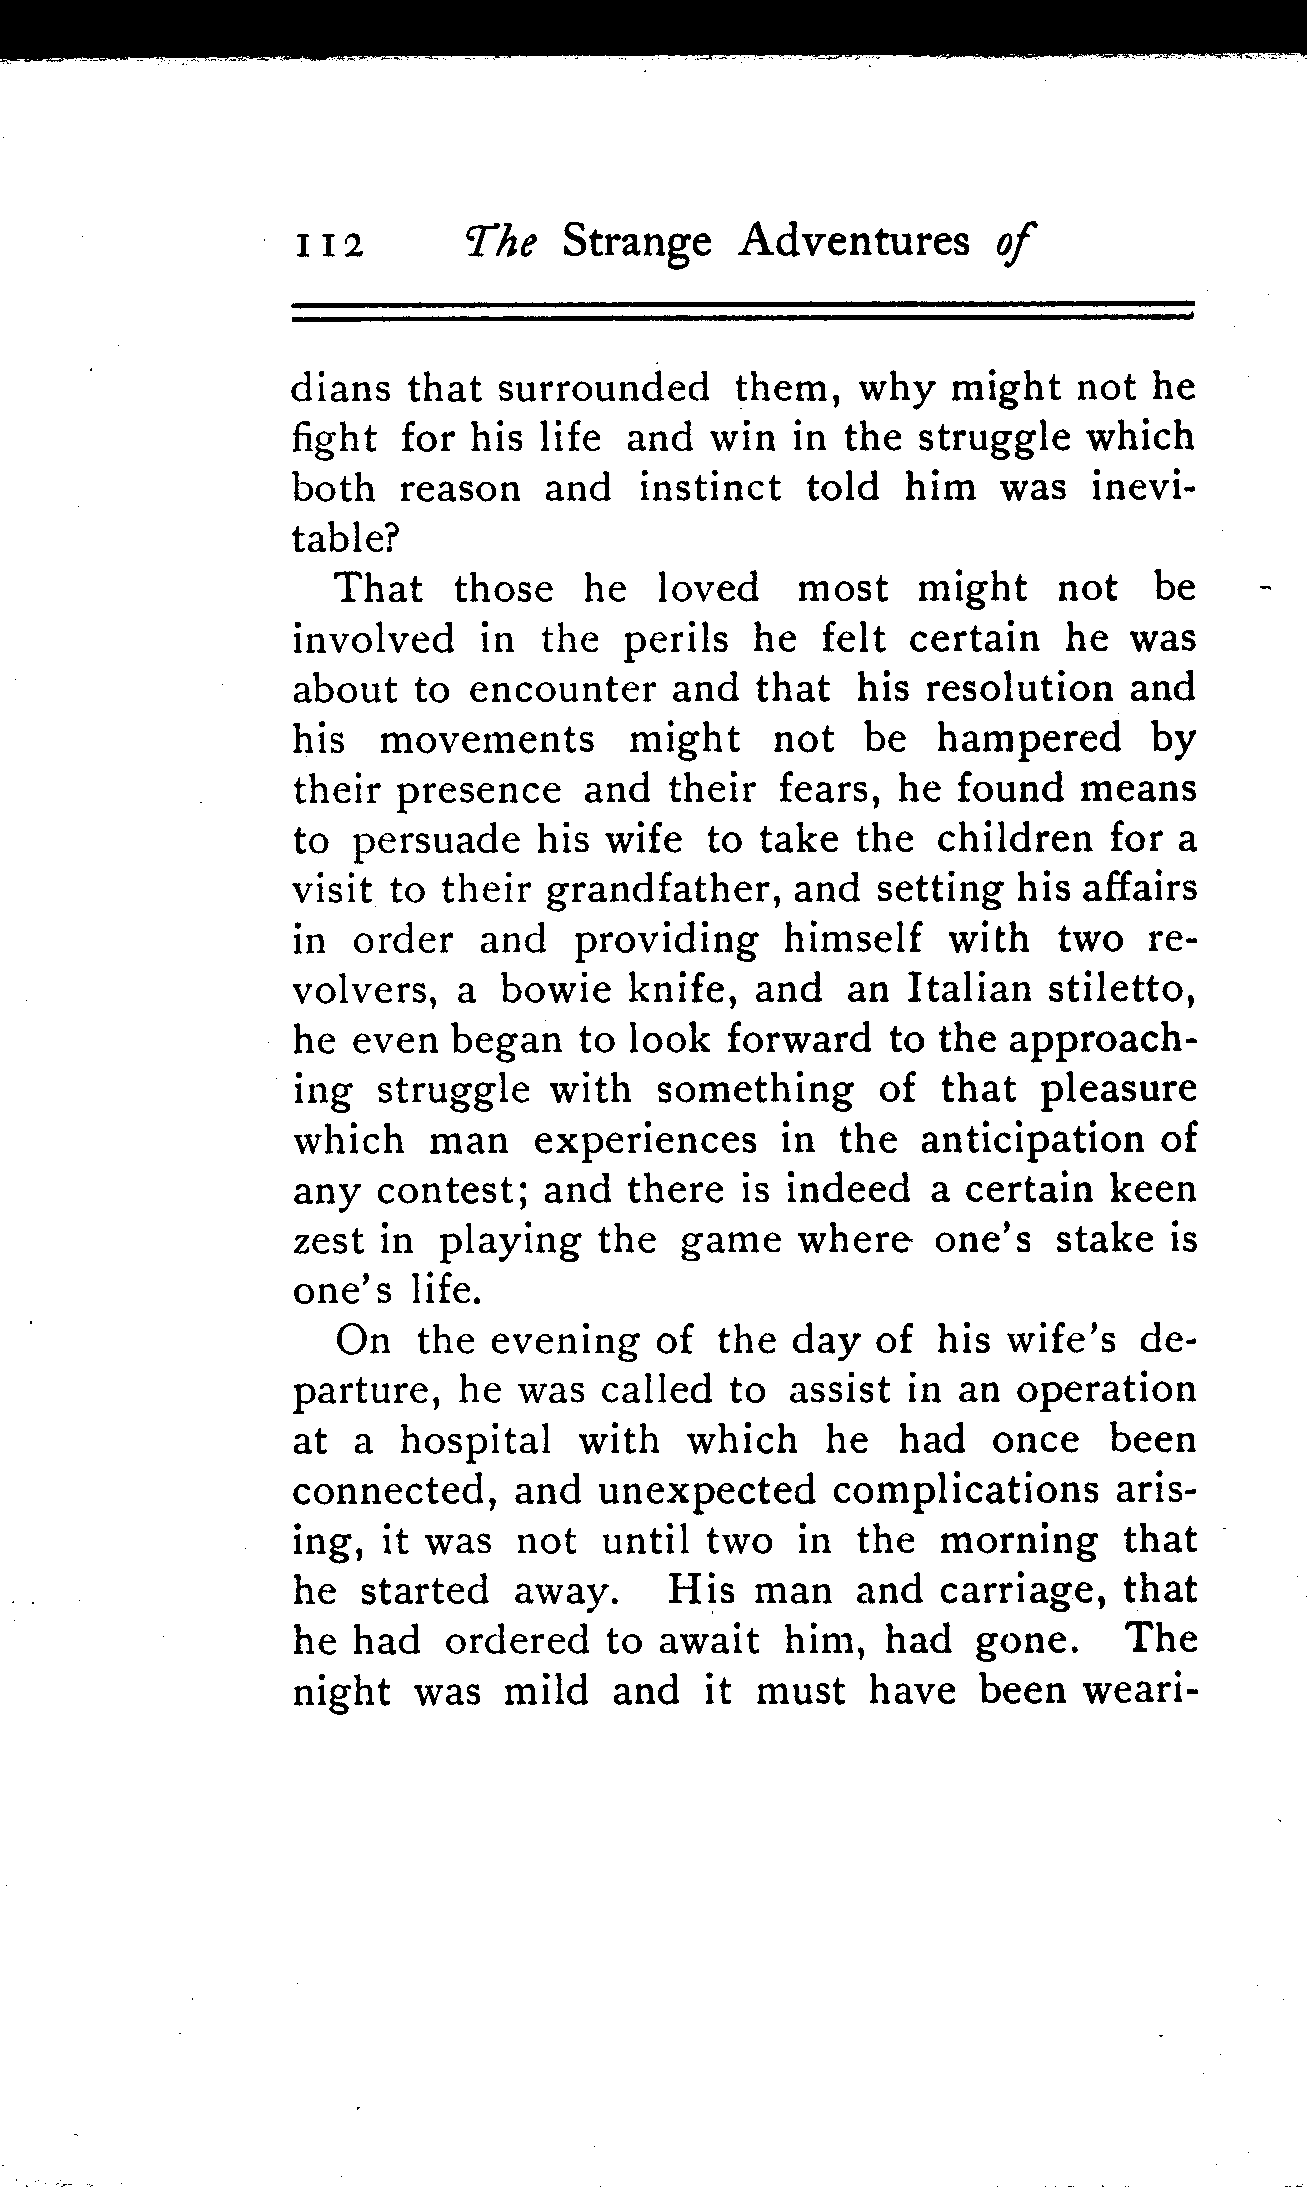 112 The Strange Adventures of
dians that surrounded them, why might not he
fight for his life and win in the struggle which
both reason and instinct told him was inevi-
table?
That those he loved most might not be
involved in the perils he felt certain he was
about to encounter and that his resolution and
his movements might not be hampered by
their presence and their fears, he found means
to persuade his wife to take the children for a
visit to their grandfather, and setting his affairs
in order and providing himself with two re-
volvers, a bowie knife, and an Italian stiletto,
he even began to look forward to the approach-
ing struggle with something of that pleasure
which man experiences in the anticipation of
any contest; and there is indeed a certain keen
zest in playing the game where one's stake is
one's life.
On the evening of the day of his wife's de-
parture, he was called to assist in an operation
at a hospital with which he had once been
connected, and unexpected complications aris-
ing, it was not until two in the morning that
he started away. His man and carriage, that
he had ordered to await him, had gone. The
night was mild and it must have been weari-